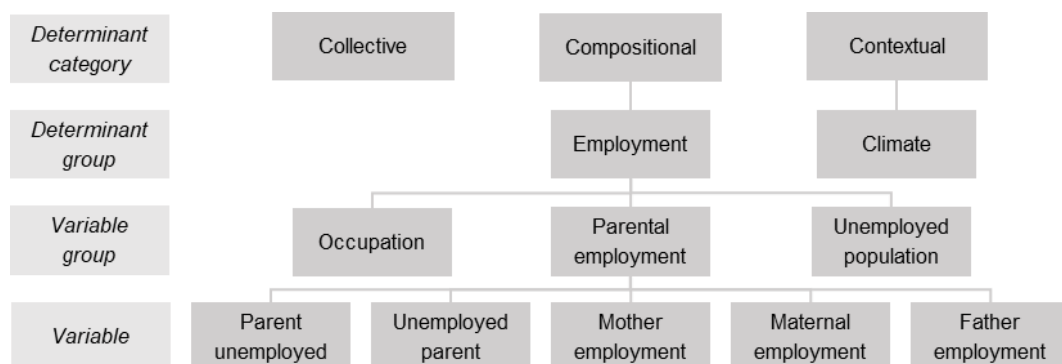 Determinant
category
Collective
Compositional
Contextual
Determinant
group
Employment
Climate
Variable
group
Occupation
Parental
employment
Unemployed
population
Variable
Parent
unemployed
Unemployed
parent
Mother
employment
Maternal
employment
Father
employment